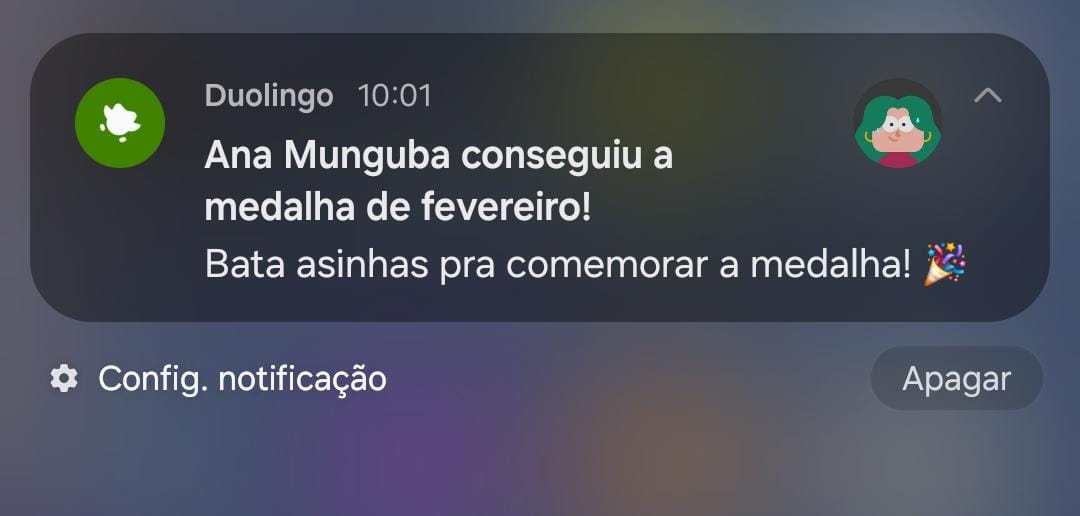 Duolingo 10:01
Ana Munguba conseguiu a
medalha de fevereiro!
Bata asinhas pra comemorar a medalha! 🎉
Config. notificação
Apagar